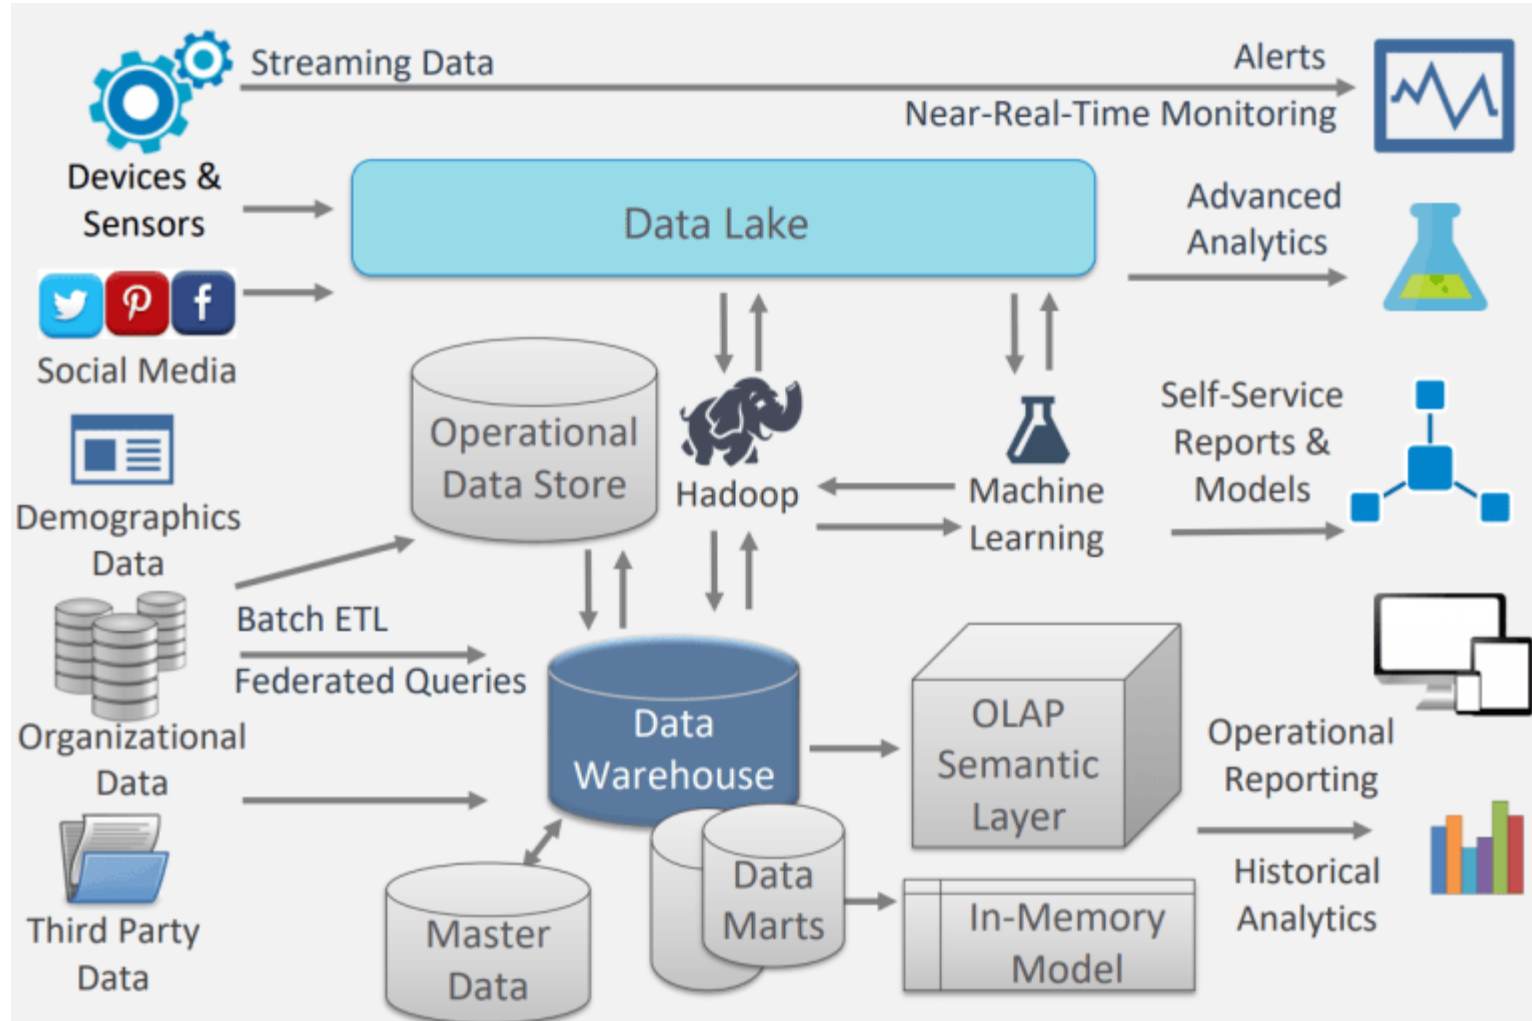 Streaming Data
Alerts
Near-Real-Time Monitoring
Devices &
Sensors
Data Lake
Advanced
Analytics
Social Media
Operational
Data Store
Hadoop
Machine
Learning
Self-Service
Reports &
Models
Demographics
Data
Batch ETL
Federated Queries
Organizational
Data
Data
Warehouse
OLAP
Semantic
Layer
Operational
Reporting
Historical
Analytics
Third Party
Data
Master
Data
Data
Marts
In-Memory
Model